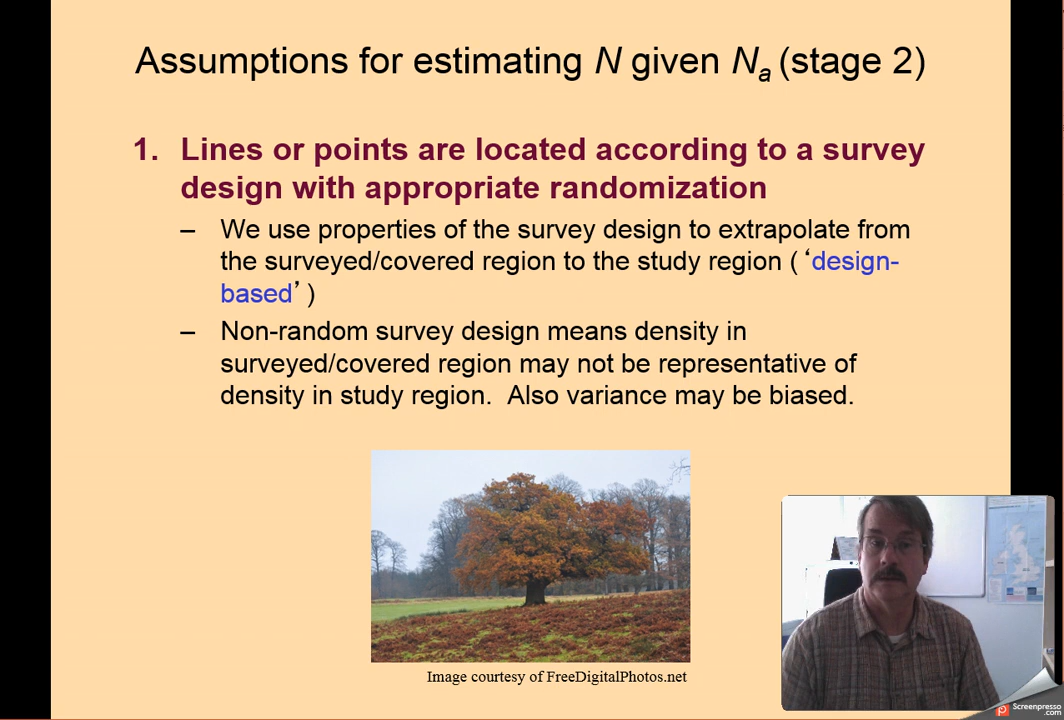 Assumptions for estimating N given Na (stage 2)
1. Lines or points are located according to a survey
design with appropriate randomization
– We use properties of the survey design to extrapolate from
the surveyed/covered region to the study region (‘design-
based’)
– Non-random survey design means density in
surveyed/covered region may not be representative of
density in study region.  Also variance may be biased.
Image courtesy of FreeDigitalPhotos.net
Screenpresso
.com